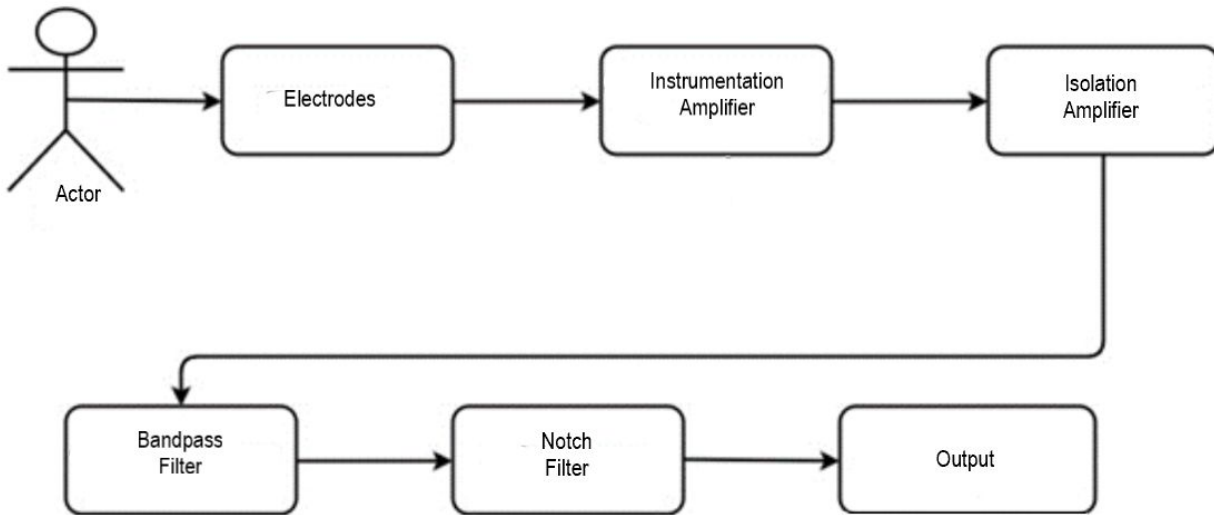 Electrodes
Instrumentation
Amplifier
Isolation
Amplifier
Actor
Bandpass
Filter
Notch
Filter
Output